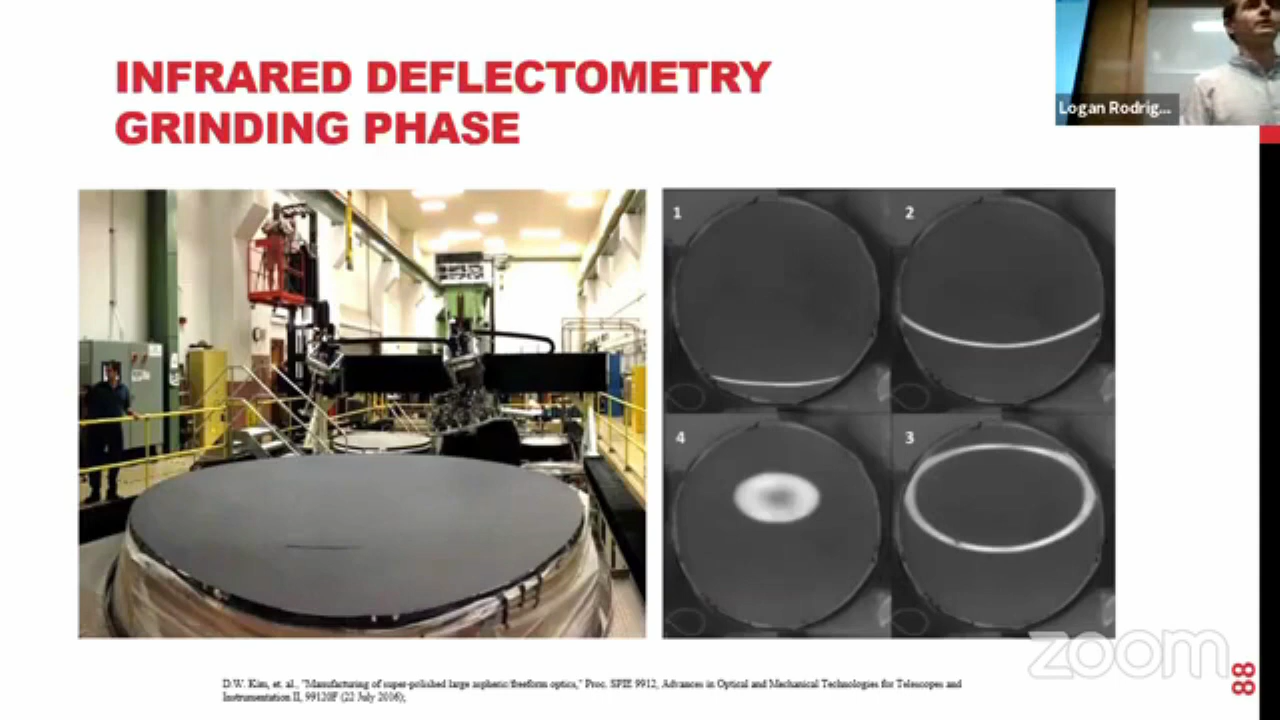 INFRARED DEFLECTOMETRY
GRINDING PHASE
Logan Rodrig...
1
2
4
3
D.W. Kim, et. al., "Manufacturing of super-polished large aspheric/freeform optics," Proc. SPIE 9912, Advances in Optical and Mechanical Technologies for Telescopes and
Instrumentation II, 99120F (22 July 2016);
zoom
88